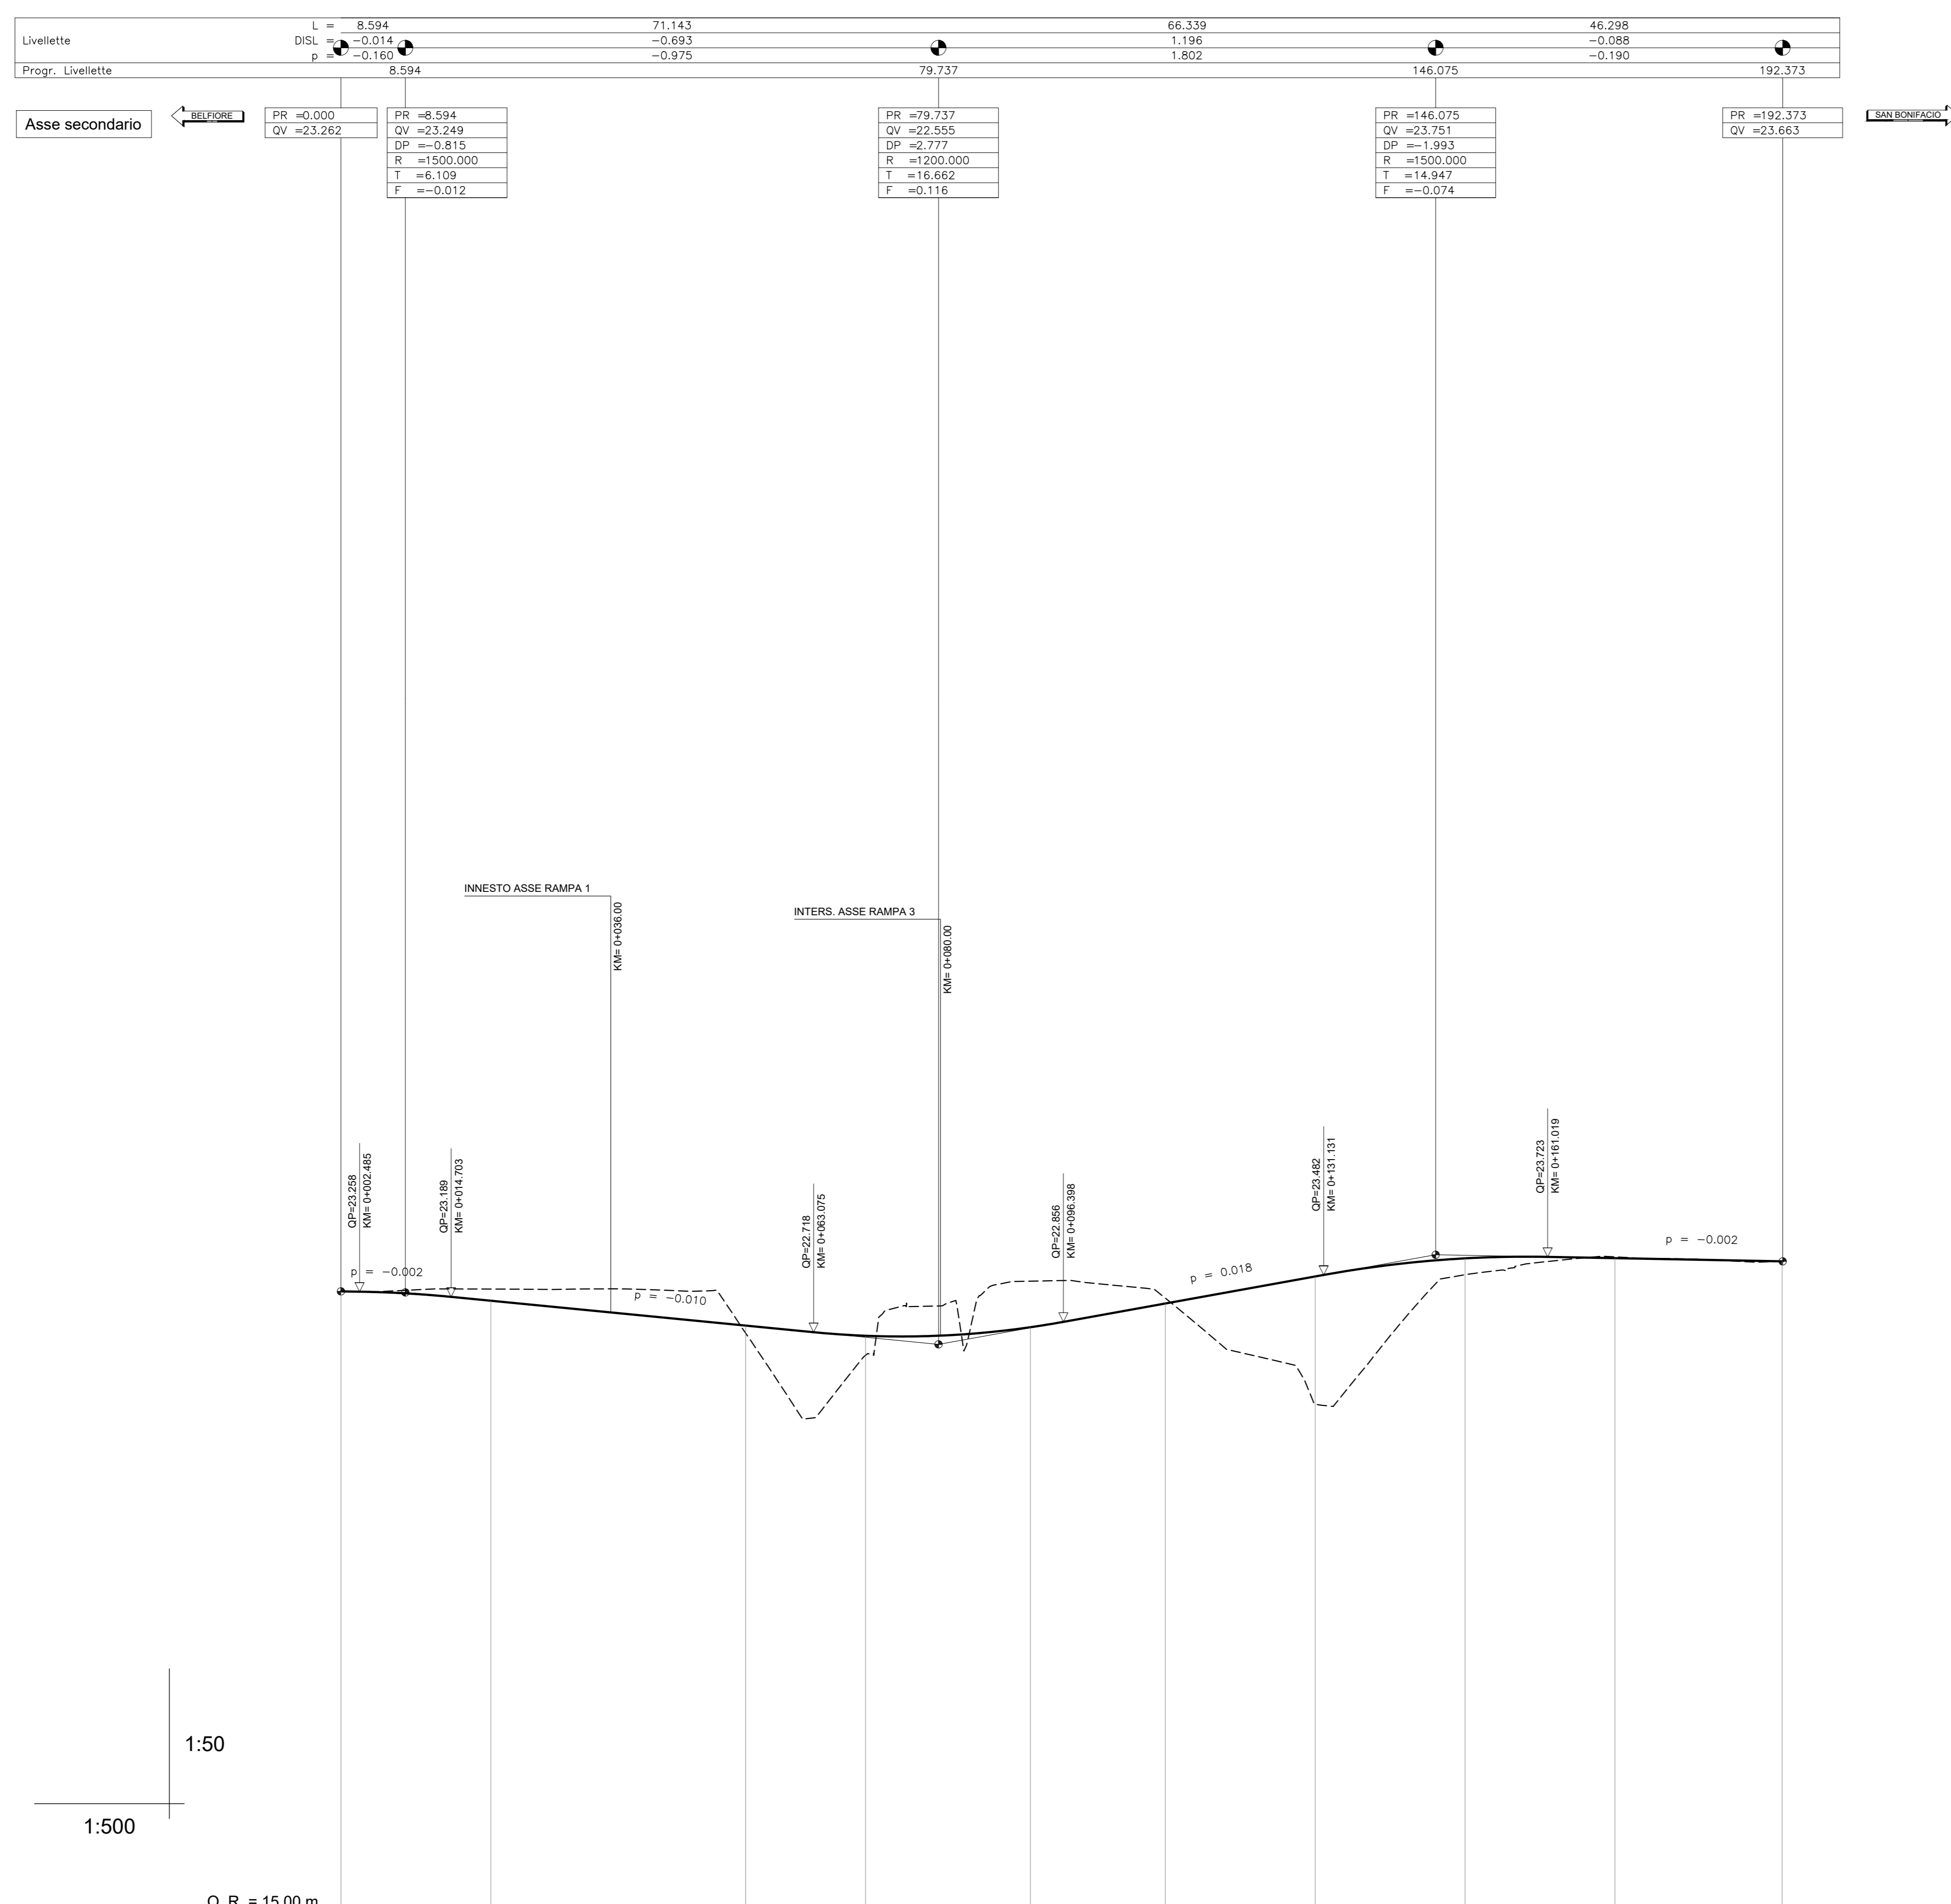 L = 8.594 71.143 66.339 46.298
Livellette DISL = −0.014 −0.693 1.196 −0.088
p = −0.160 −0.975 1.802 −0.190
Progr. Livellette 8.594 79.737 146.075 192.373
Asse secondario
BELFIORE
SAN BONIFACIO
PR =0.000
QV =23.262
PR =8.594
QV =23.249
DP =−0.815
R =1500.000
T =6.109
F =−0.012
PR =79.737
QV =22.555
DP =2.777
R =1200.000
T =16.662
F =0.116
PR =146.075
QV =23.751
DP =−1.993
R =1500.000
T =14.947
F =−0.074
PR =192.373
QV =23.663
INNESTO ASSE RAMPA 1
KM= 0+036.00
INTERS. ASSE RAMPA 3
KM= 0+080.00
QP=23.258
KM= 0+002.485
QP=23.189
KM= 0+014.703
QP=22.718
KM= 0+063.075
QP=22.856
KM= 0+096.398
QP=23.482
KM= 0+131.131
QP=23.723
KM= 0+161.019
p = −0.002
p = −0.010
p = 0.018
p = −0.002
1:50
1:500
Q. R. = 15.00 m